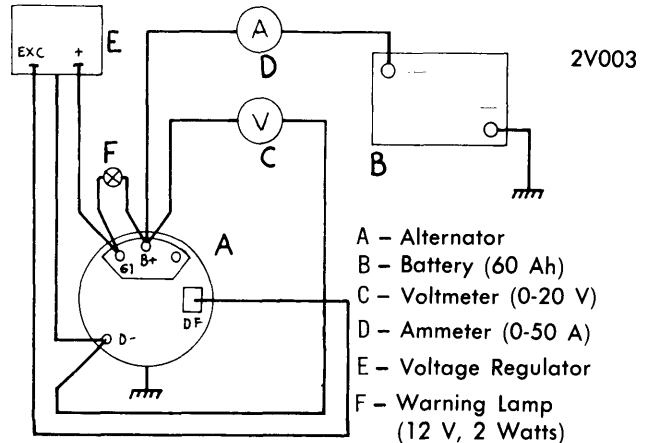 EXC + E
A
D
2V003
V
C
B
F
A
61 B+
DF
D-
A – Alternator
B – Battery (60 Ah)
C – Voltmeter (0-20 V)
D – Ammeter (0-50 A)
E – Voltage Regulator
F – Warning Lamp
(12 V, 2 Watts)